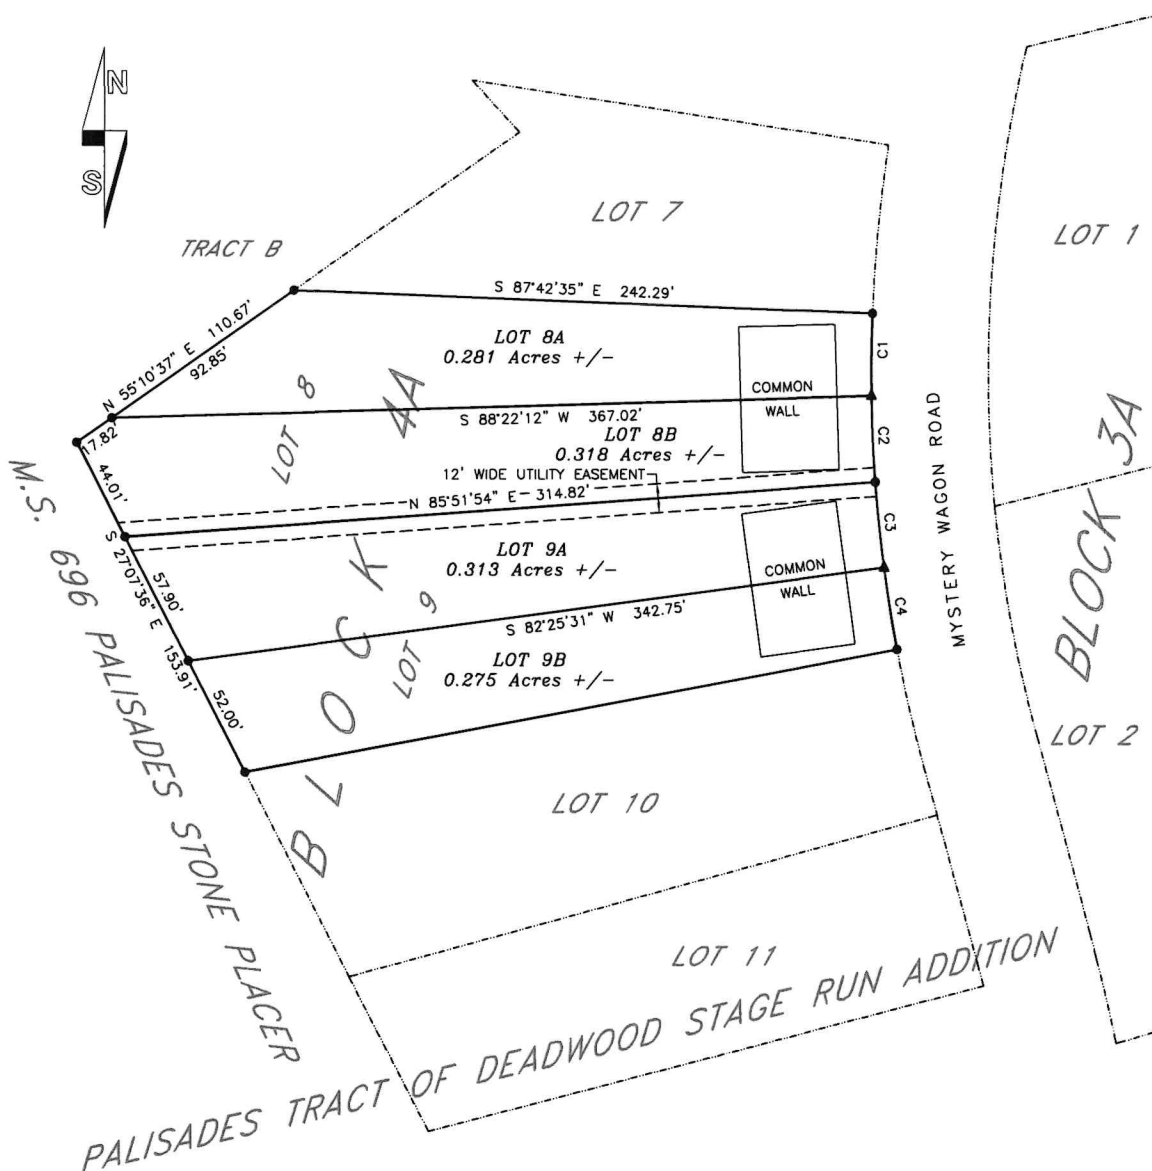 N
S
LOT 7
TRACT B
LOT 1
S 87°42'35" E 242.29'
N 55°10'37" E 110.67'
92.85'
LOT 8A
0.281 Acres +/-
C1
COMMON
WALL
LOT 8
4A
S 88°22'12" W 367.02'
17.82'
LOT 8B
0.318 Acres +/-
C2
MYSTERY WAGON ROAD
BLOCK 3A
44.01'
12' WIDE UTILITY EASEMENT
N 85°51'54" E 314.82'
C3
M.S. 696 PALISADES STONE PLACER
S 27°07'36" E 153.91'
57.90'
LOT 9A
0.313 Acres +/-
COMMON
WALL
LOT 9
BLOCK
S 82°25'31" W 342.75'
C4
LOT 9B
0.275 Acres +/-
52.00'
LOT 2
LOT 10
LOT 11
PALISADES TRACT OF DEADWOOD STAGE RUN ADDITION